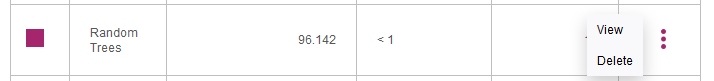 Random
Trees
96.142
< 1
View
Delete